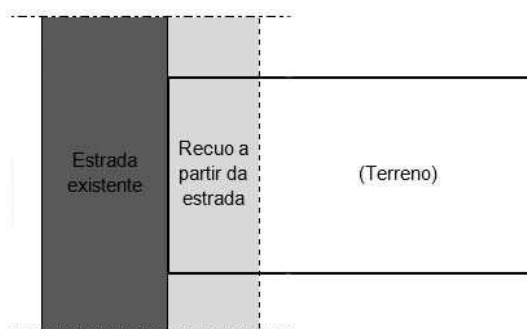 Estrada
existente
Recuo a
partir da
estrada
(Terreno)